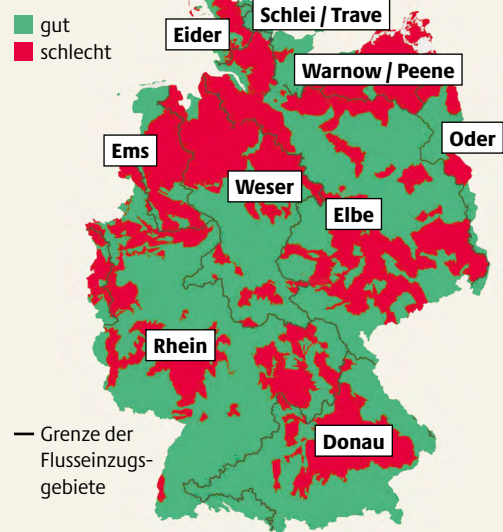 gut
schlecht
Schlei / Trave
Eider
Warnow / Peene
Oder
Ems
Weser
Elbe
Rhein
Donau
Grenze der
Flusseinzugs-
gebiete